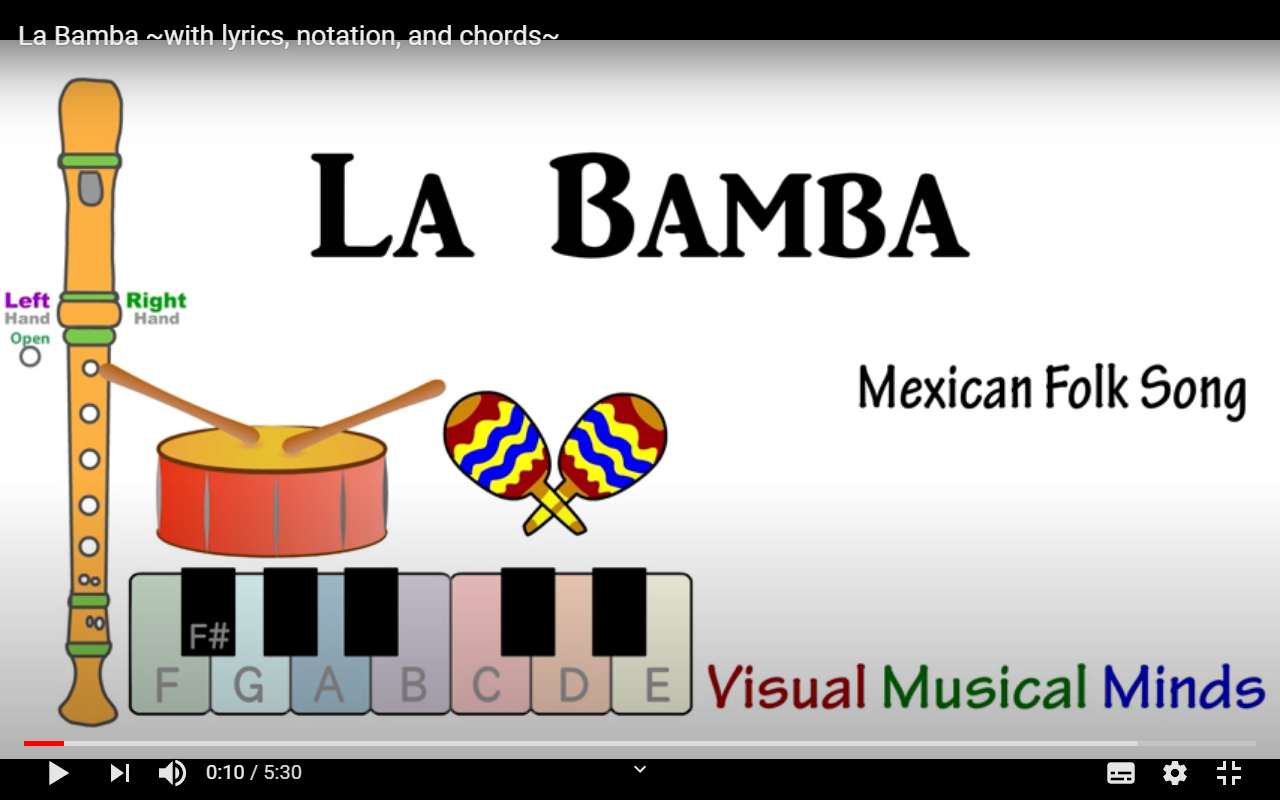 La Bamba ~with lyrics, notation, and chords~
La Bamba
Left Right
Hand Hand
Open
Mexican Folk Song
F#
F G A B C D E
Visual Musical Minds
0:10 / 5:30